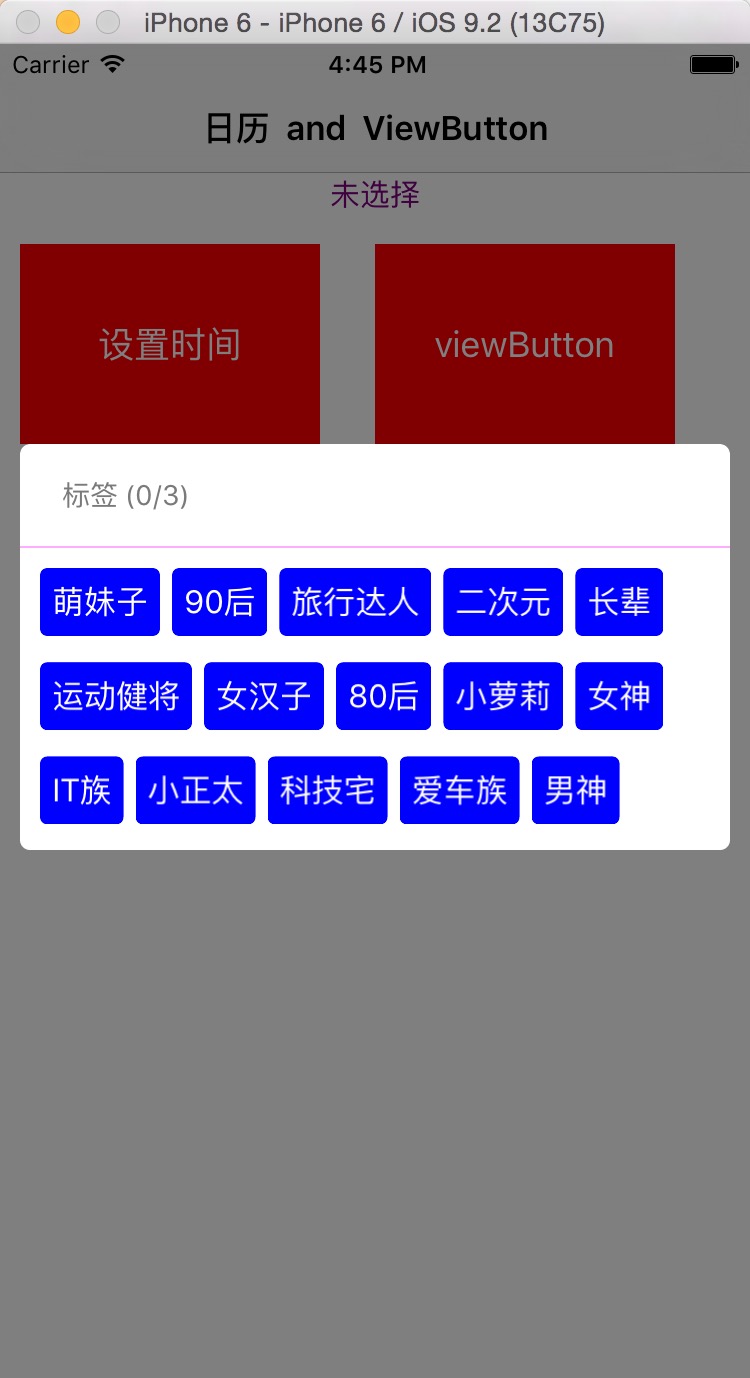 iPhone 6 - iPhone 6 / iOS 9.2 (13C75)
Carrier 4:45 PM
日历 and ViewButton
未选择
设置时间 viewButton
标签 (0/3)
萌妹子 90后 旅行达人 二次元 长辈
运动健将 女汉子 80后 小萝莉 女神
IT族 小正太 科技宅 爱车族 男神